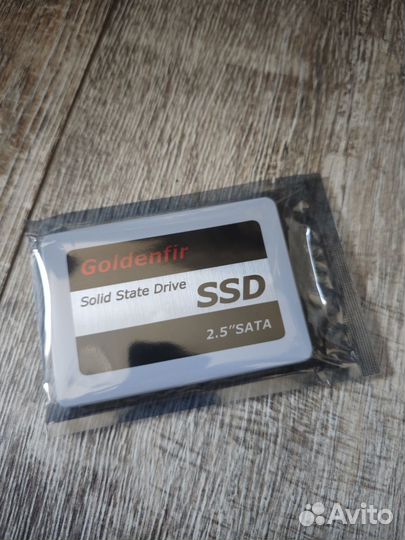 Goldenfir
Solid State Drive SSD
2.5"SATA
Avito